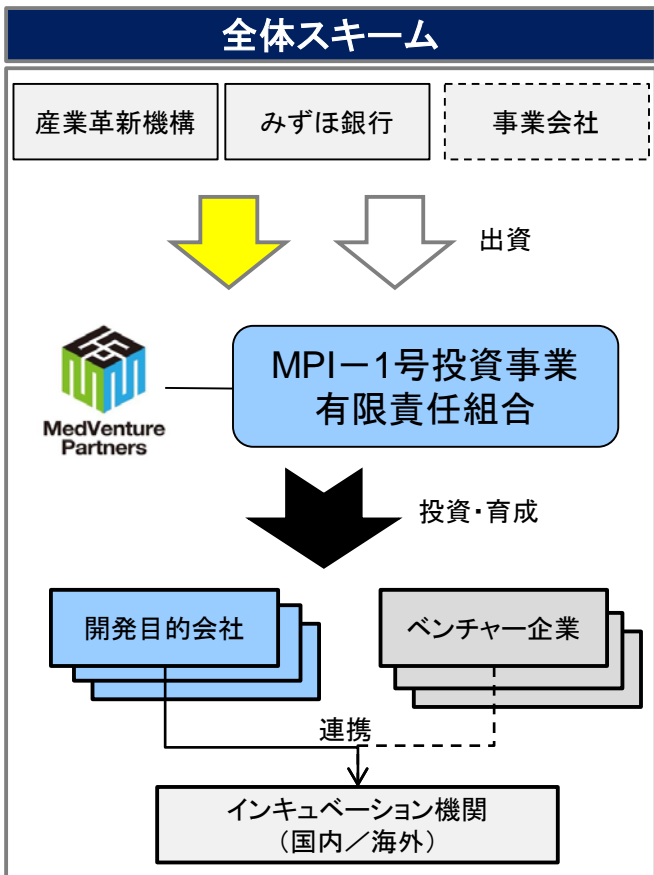 全体スキーム
産業革新機構
みずほ銀行
事業会社
出資
MedVenture
Partners
MPI－1号投資事業
有限責任組合
投資・育成
開発目的会社
ベンチャー企業
連携
インキュベーション機関
（国内／海外）